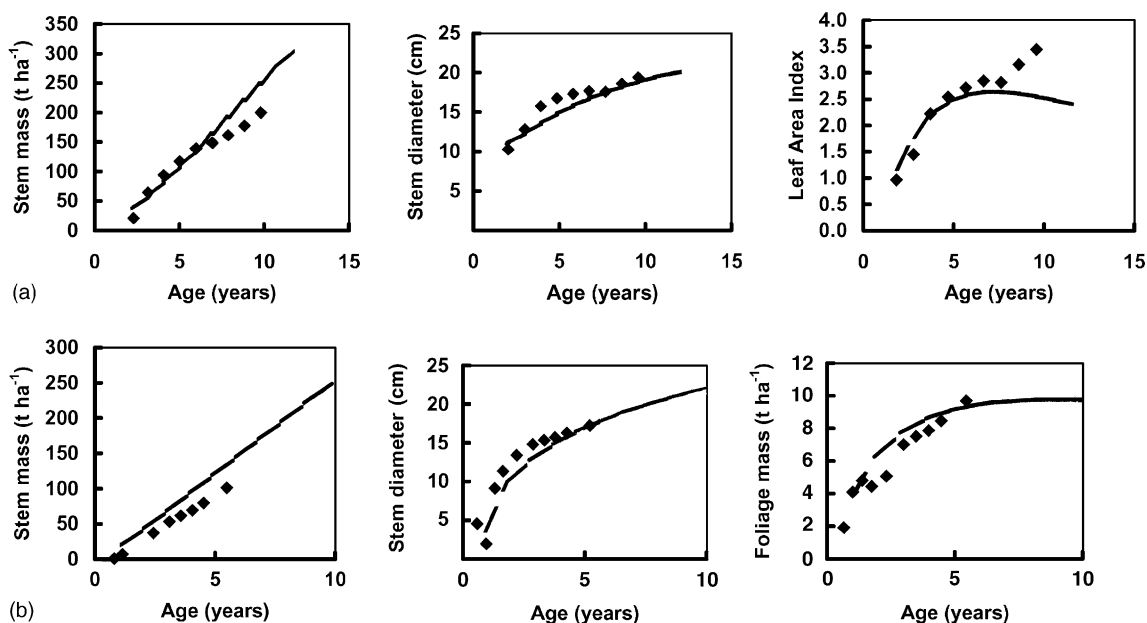 Stem mass (t ha⁻¹)
350
300
250
200
150
100
50
0
0 5 10 15
Age (years)
Stem diameter (cm)
25
20
15
10
5
0 5 10 15
Age (years)
Leaf Area Index
4.0
3.5
3.0
2.5
2.0
1.5
1.0
0.5
0.0
0 5 10 15
Age (years)
(a)
Stem mass (t ha⁻¹)
300
250
200
150
100
50
0
0 5 10
Age (years)
Stem diameter (cm)
25
20
15
10
5
0 5 10
Age (years)
Foliage mass (t ha⁻¹)
12
10
8
6
4
2
0
0 5 10
Age (years)
(b)